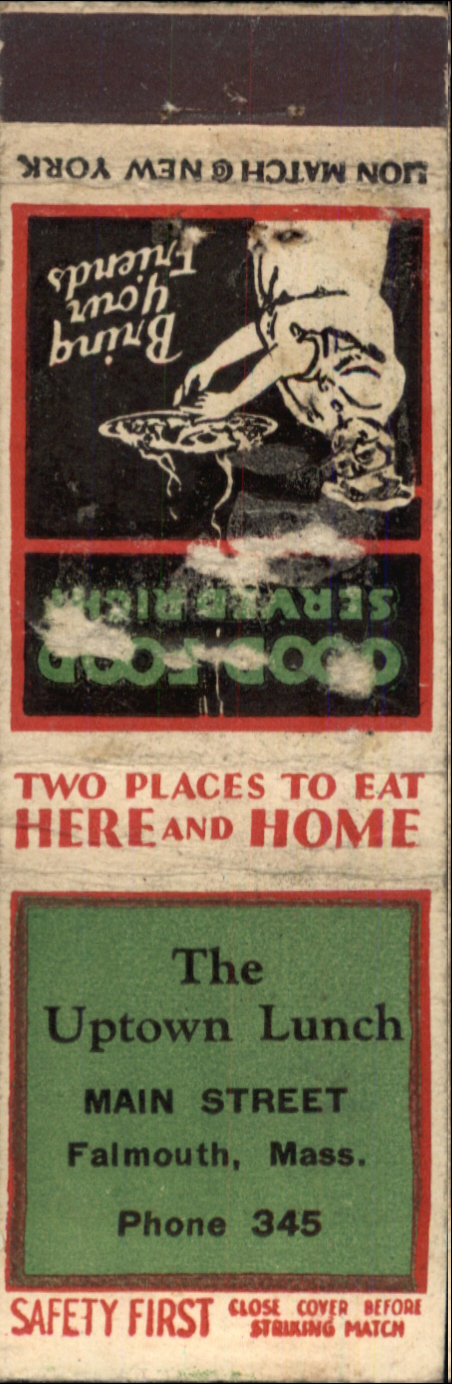 LION MATCH © NEW YORK
Bring
your
Friends
GOOD FOOD
SERVED RIGHT
TWO PLACES TO EAT
HERE AND HOME
The
Uptown Lunch
MAIN STREET
Falmouth, Mass.
Phone 345
SAFETY FIRST CLOSE COVER BEFORE
STRIKING MATCH